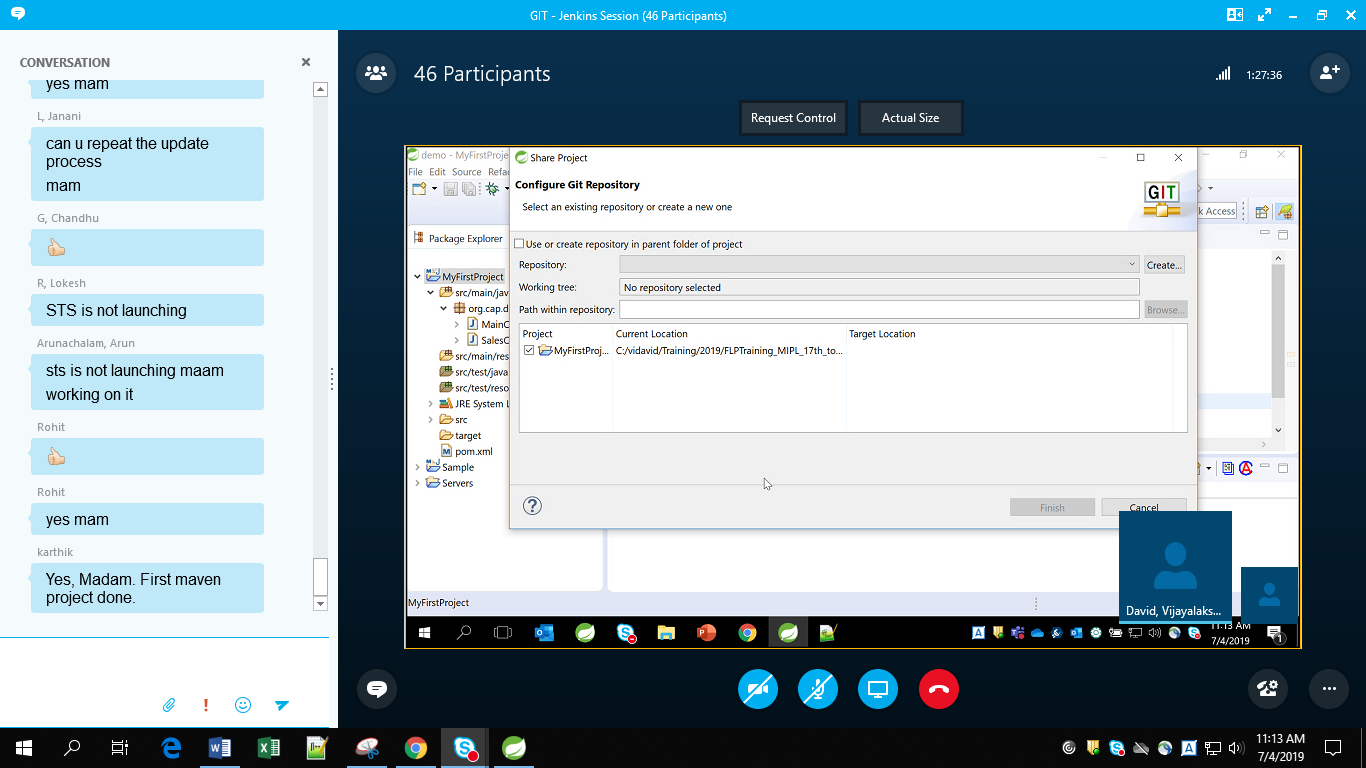 GIT - Jenkins Session (46 Participants)
CONVERSATION
yes mam
L, Janani
can u repeat the update
process
mam
G, Chandhu
R, Lokesh
STS is not launching
Arunachalam, Arun
sts is not launching maam
working on it
Rohit
Rohit
yes mam
karthik
Yes, Madam. First maven
project done.
46 Participants
1:27:36
Request Control
Actual Size
demo - MyFirstProje
File Edit Source Refac
Package Explorer
MyFirstProject
src/main/jav
org.cap.d
MainC
SalesC
src/main/res
src/test/java
src/test/reso
JRE System L
src
target
pom.xml
Sample
Servers
MyFirstProject
Share Project
Configure Git Repository
Select an existing repository or create a new one
GIT
Use or create repository in parent folder of project
Repository:
Create...
Working tree:
No repository selected
Path within repository:
Browse...
Project
Current Location
Target Location
MyFirstProj...
C:/vidavid/Training/2019/FLPTraining_MIPL_17th_to...
Finish
Cancel
k Access
David, Vijayalaks...
11:13 AM
7/4/2019
1
11:13 AM
7/4/2019